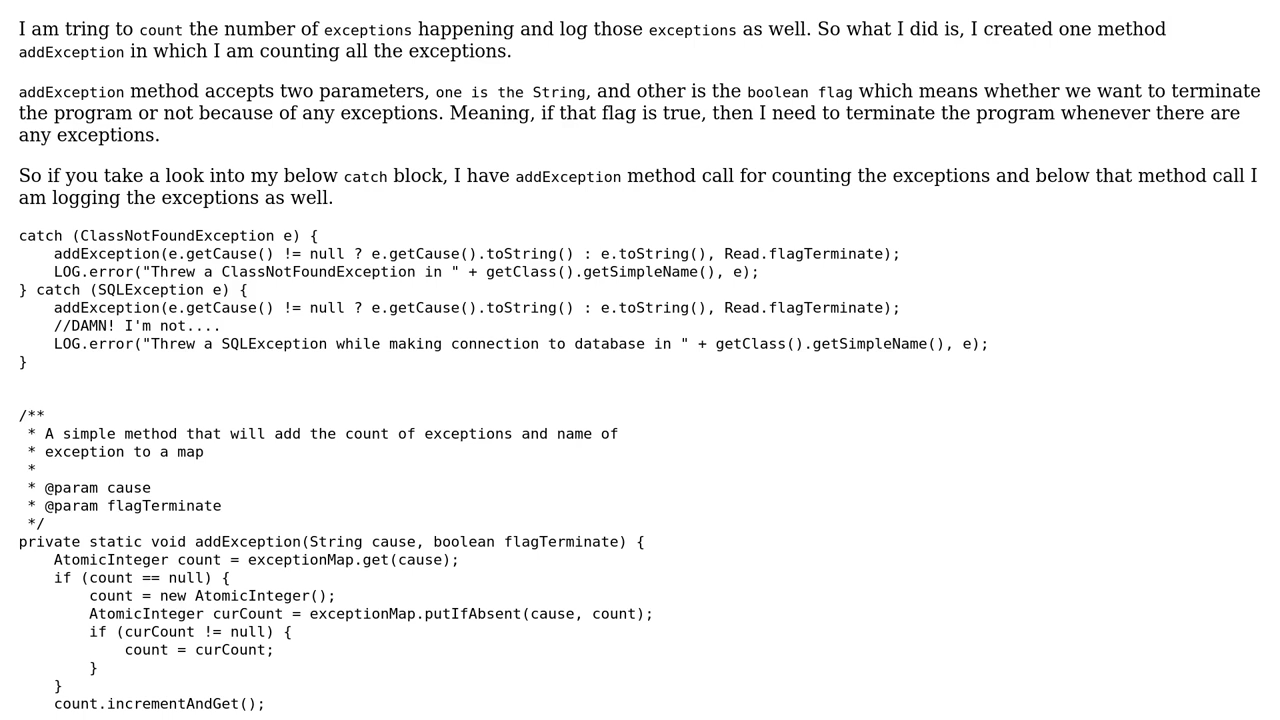 I am tring to count the number of exceptions happening and log those exceptions as well. So what I did is, I created one method
addException in which I am counting all the exceptions.
addException method accepts two parameters, one is the String, and other is the boolean flag which means whether we want to terminate
the program or not because of any exceptions. Meaning, if that flag is true, then I need to terminate the program whenever there are
any exceptions.
So if you take a look into my below catch block, I have addException method call for counting the exceptions and below that method call I
am logging the exceptions as well.
catch (ClassNotFoundException e) {
    addException(e.getCause() != null ? e.getCause().toString() : e.toString(), Read.flagTerminate);
    LOG.error("Threw a ClassNotFoundException in " + getClass().getSimpleName(), e);
} catch (SQLException e) {
    addException(e.getCause() != null ? e.getCause().toString() : e.toString(), Read.flagTerminate);
    //DAMN! I'm not....
    LOG.error("Threw a SQLException while making connection to database in " + getClass().getSimpleName(), e);
}
/**
 * A simple method that will add the count of exceptions and name of
 * exception to a map
 *
 * @param cause
 * @param flagTerminate
 */
private static void addException(String cause, boolean flagTerminate) {
    AtomicInteger count = exceptionMap.get(cause);
    if (count == null) {
        count = new AtomicInteger();
        AtomicInteger curCount = exceptionMap.putIfAbsent(cause, count);
        if (curCount != null) {
            count = curCount;
        }
    }
    count.incrementAndGet();